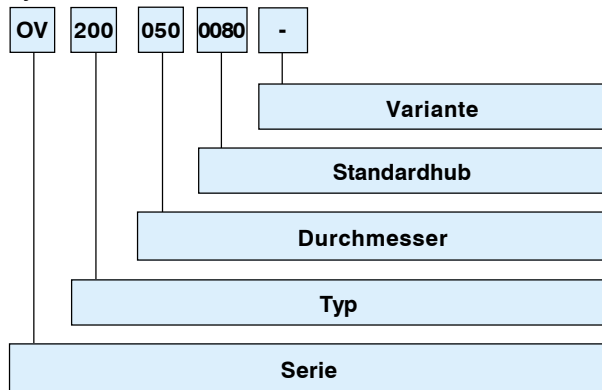 OV 200 050 0080 -
Variante
Standardhub
Durchmesser
Typ
Serie